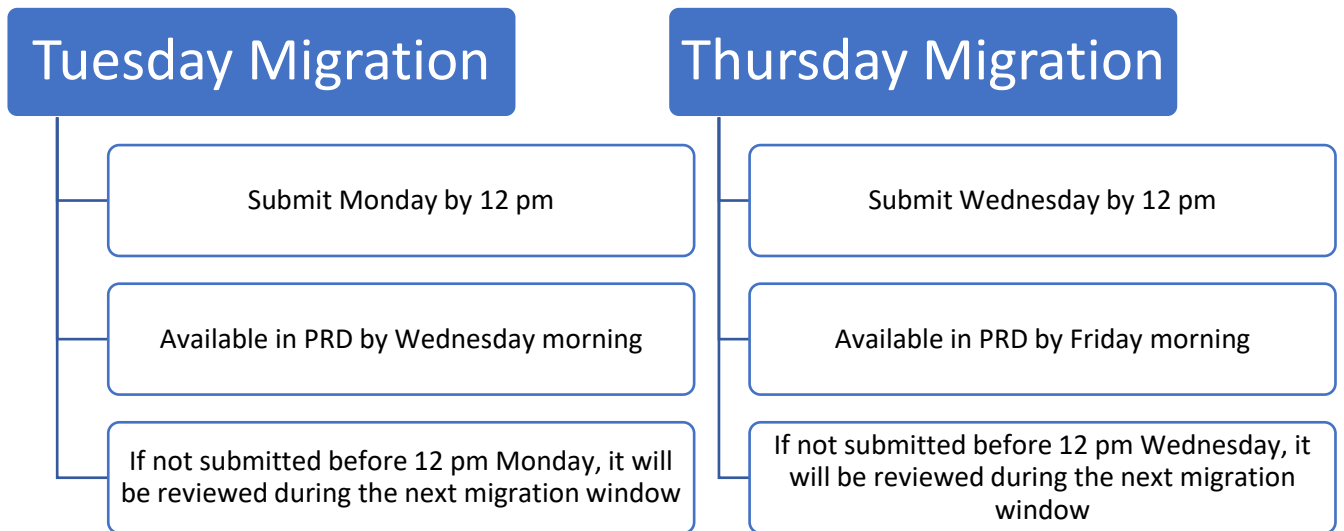 Tuesday Migration
Submit Monday by 12 pm
Available in PRD by Wednesday morning
If not submitted before 12 pm Monday, it will
be reviewed during the next migration window
Thursday Migration
Submit Wednesday by 12 pm
Available in PRD by Friday morning
If not submitted before 12 pm Wednesday, it
will be reviewed during the next migration
window